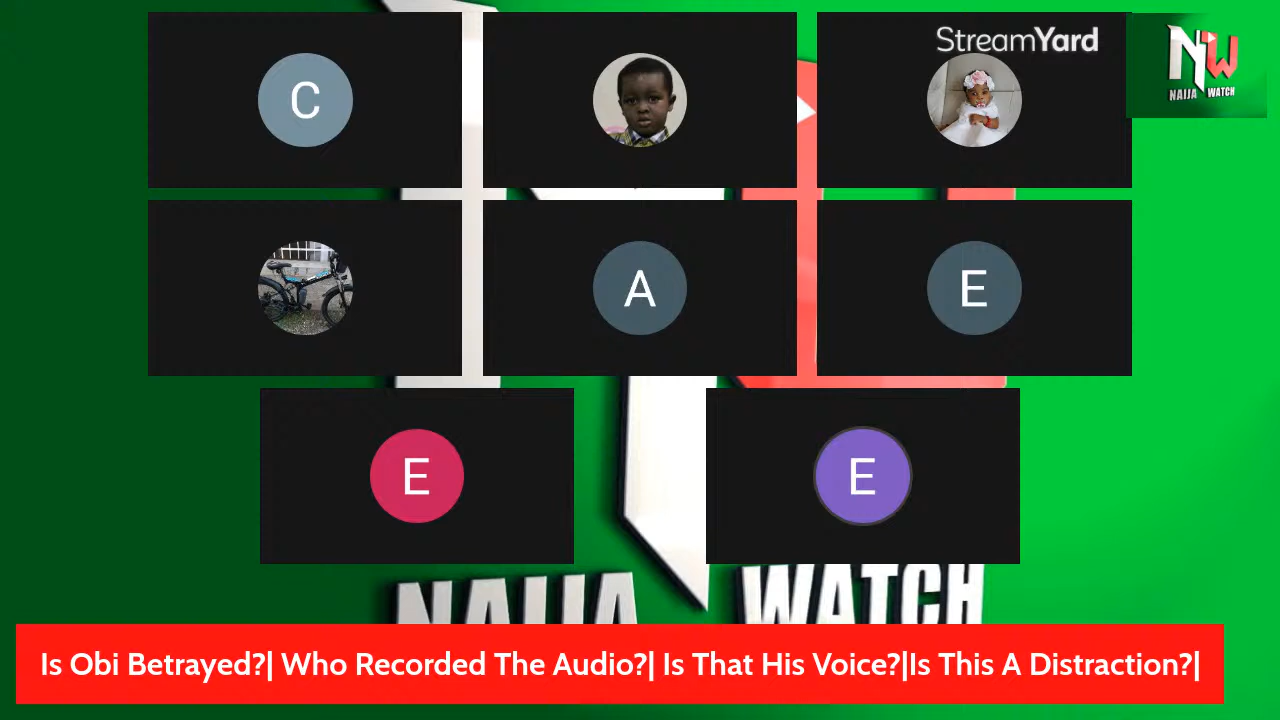 StreamYard
NW
NAIJA WATCH
C
A
E
E
E
NAIJA WATCH
Is Obi Betrayed?| Who Recorded The Audio?| Is That His Voice?|Is This A Distraction?|